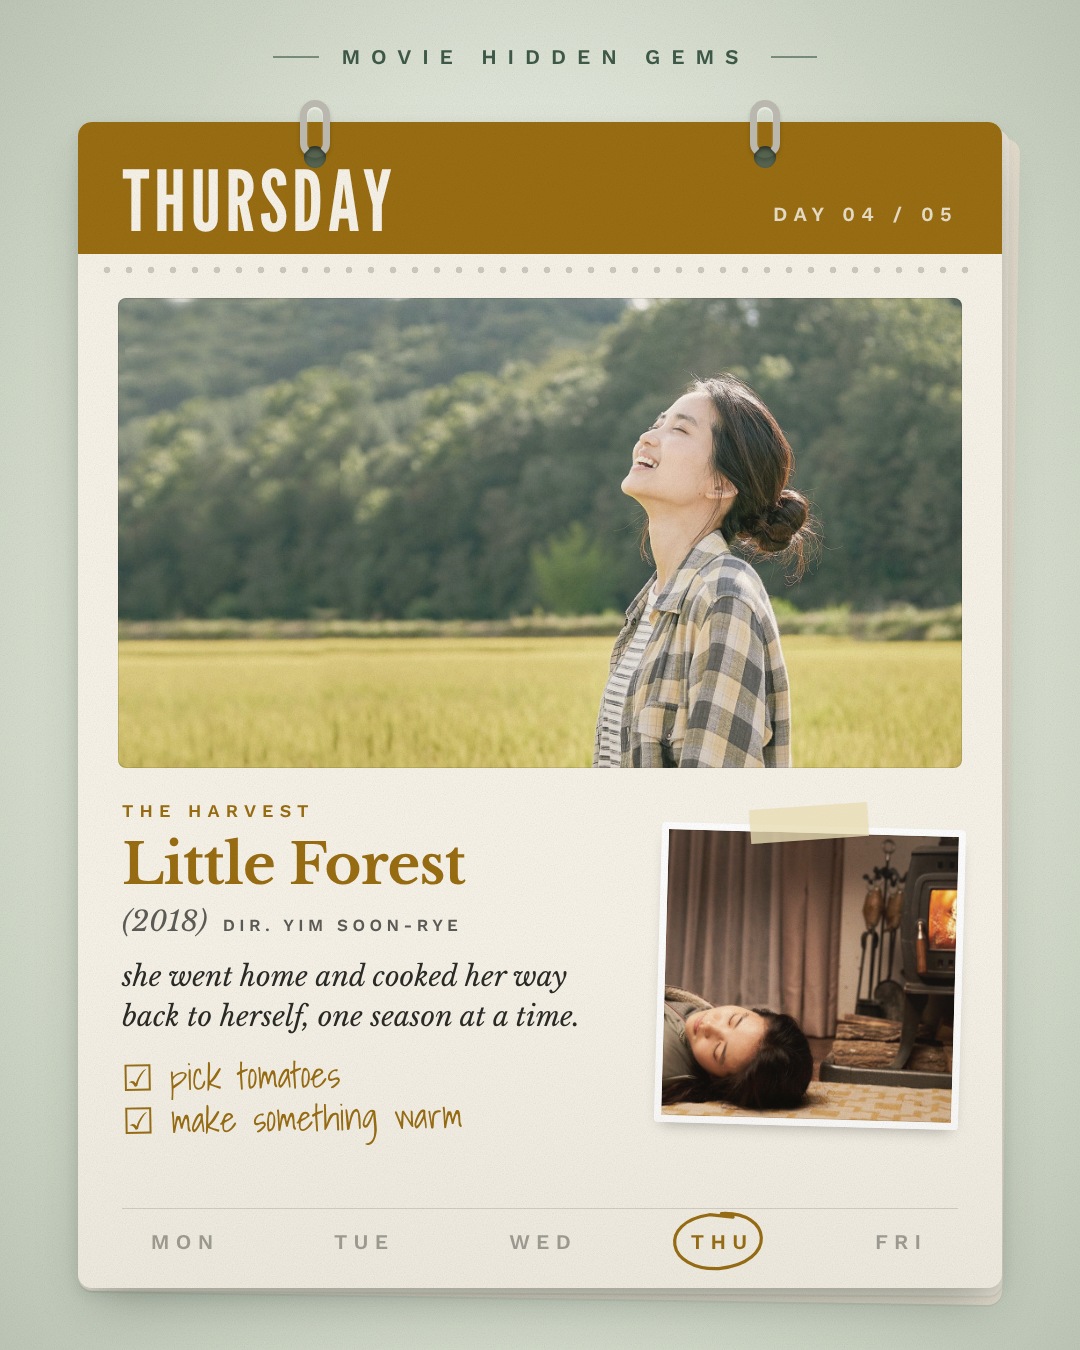 MOVIE HIDDEN GEMS
THURSDAY
DAY 04 / 05
THE HARVEST
Little Forest
(2018) DIR. YIM SOON-RYE
she went home and cooked her way
back to herself, one season at a time.
☑ pick tomatoes
☑ make something warm
MON TUE WED THU FRI